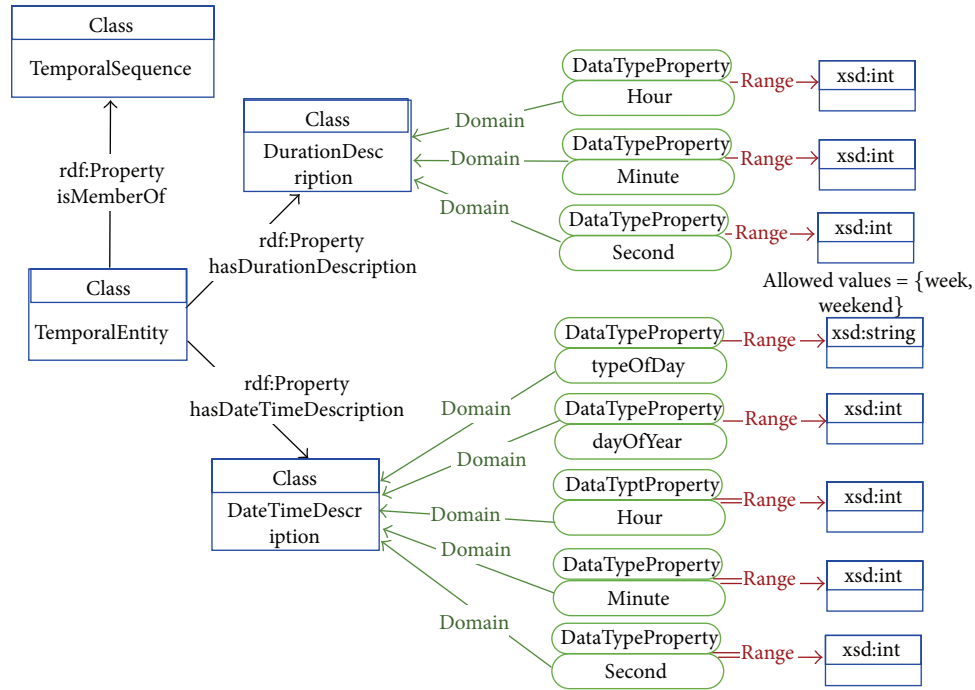 Class
TemporalSequence
rdf:Property
isMemberOf
Class
TemporalEntity
Class
DurationDesc
ription
rdf:Property
hasDurationDescription
rdf:Property
hasDateTimeDescription
Class
DateTimeDescr
iption
Domain
DataTypeProperty
Hour
Range
xsd:int
Domain
DataTypeProperty
Minute
Range
xsd:int
Domain
DataTypeProperty
Second
Range
xsd:int
Allowed values = {week,
weekend}
Domain
DataTypeProperty
typeOfDay
Range
xsd:string
Domain
DataTypeProperty
dayOfYear
Range
xsd:int
Domain
DataTyptProperty
Hour
Range
xsd:int
Domain
DataTypeProperty
Minute
Range
xsd:int
Domain
DataTypeProperty
Second
Range
xsd:int